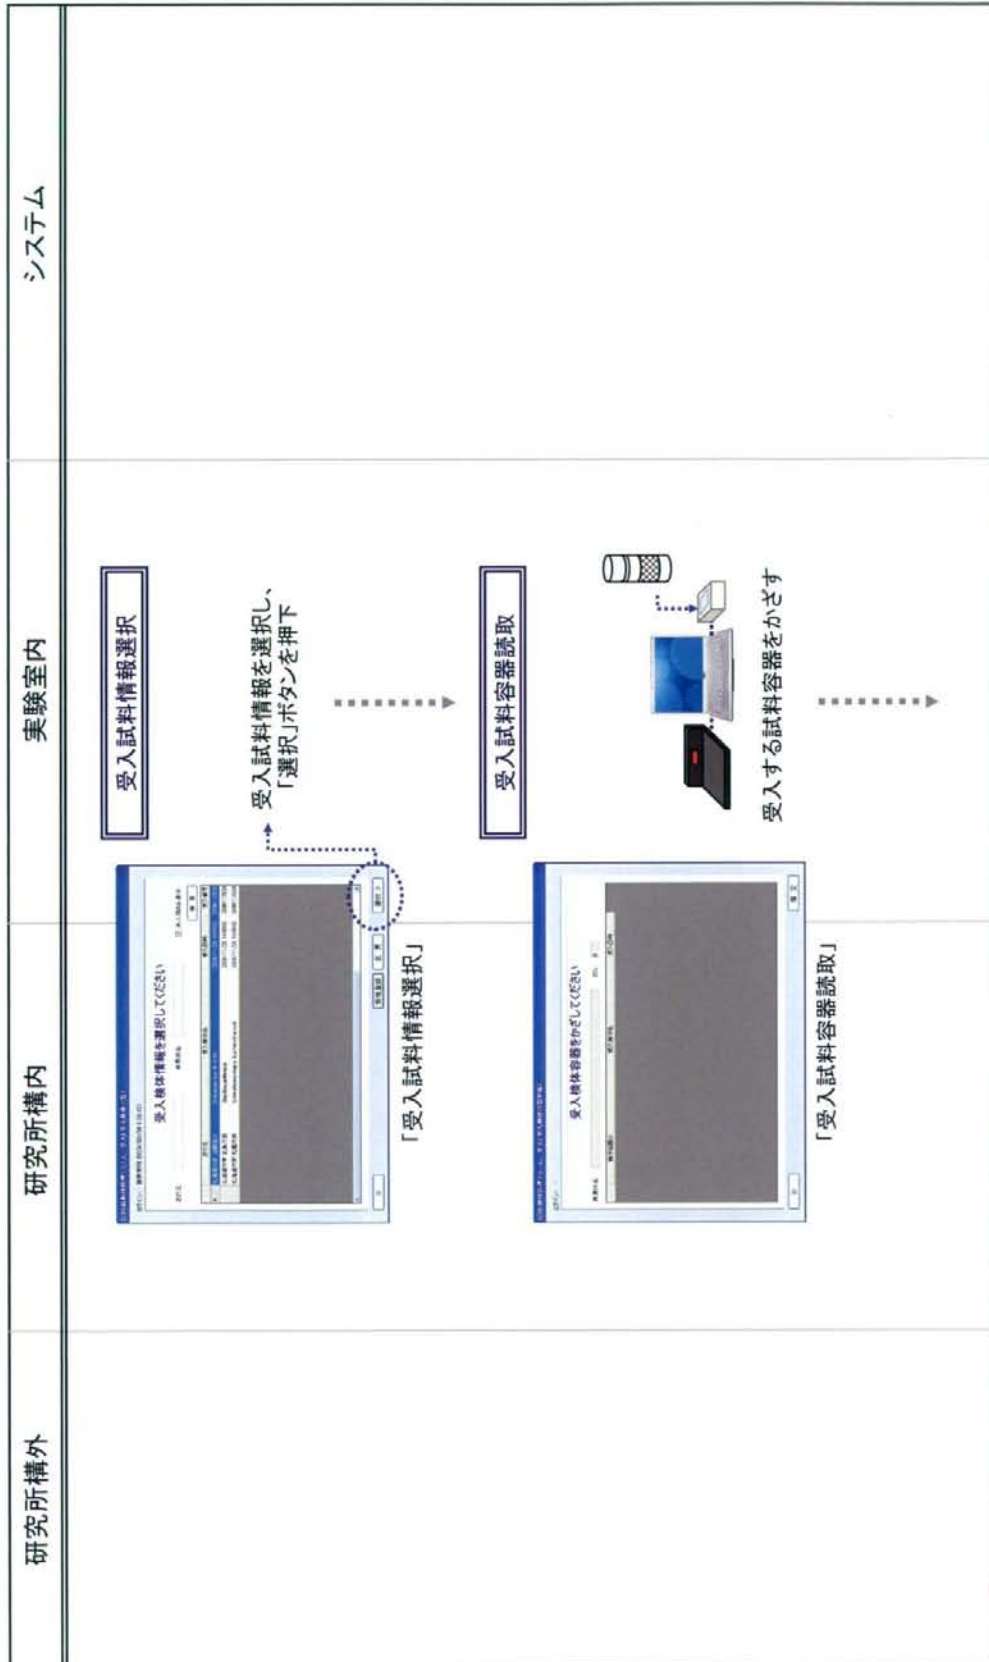 研究所構外
研究所構内
実験室内
システム
受入検体情報を選択してください
「受入試料情報選択」
受入試料情報選択
受入試料情報を選択し、
「選択」ボタンを押下
受入検体容器をかざしてください
「受入試料容器読取」
受入試料容器読取
受入する試料容器をかざす